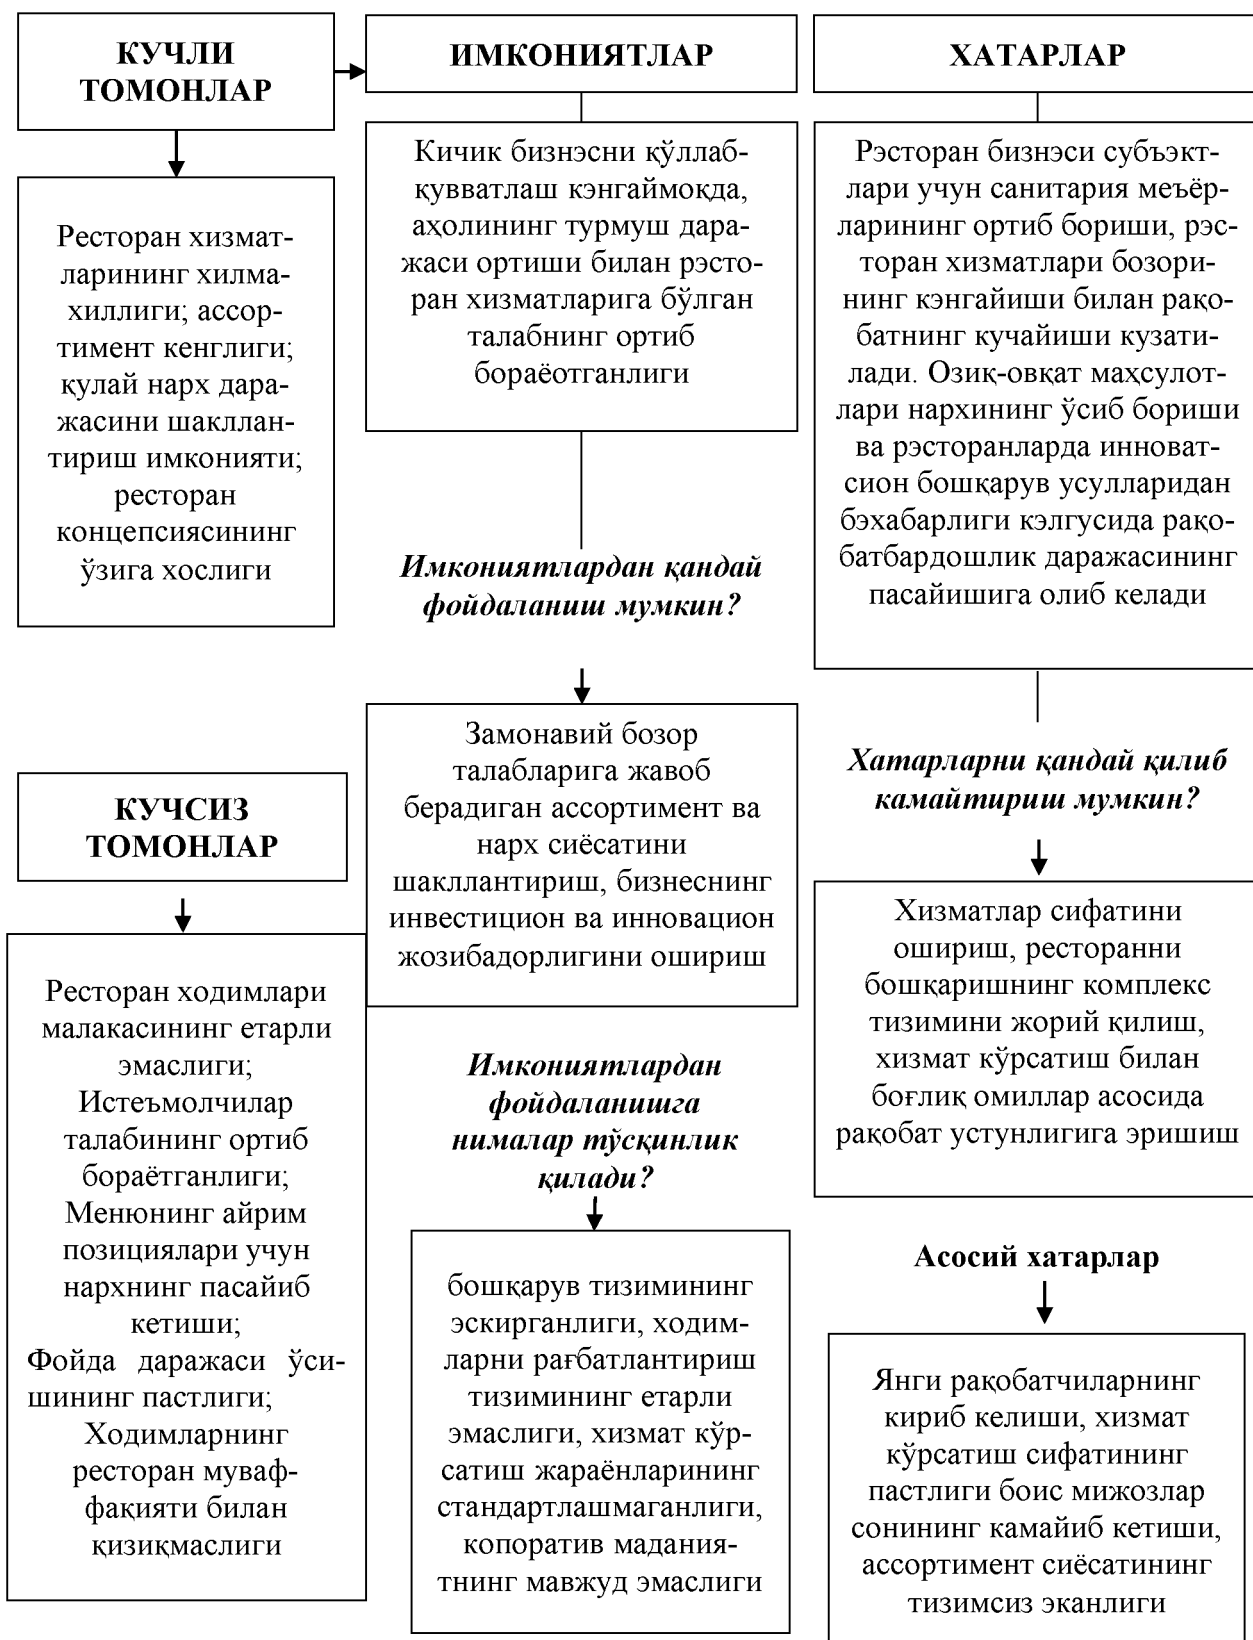 КУЧЛИ
ТОМОНЛАР
Ресторан хизмат-
ларининг хилма-
хиллиги; ассор-
тимент кенглиги;
қулай нарх дара-
жасини шакллан-
тириш имконияти;
ресторан
концепсиясининг
ўзига хослиги
КУЧСИЗ
ТОМОНЛАР
Ресторан ходимлари
малакасининг етарли
эмаслиги;
Истеъмолчилар
талабининг ортиб
бораётганлиги;
Менюнинг айрим
позициялари учун
нархнинг пасайиб
кетиши;
Фойда даражаси ўси-
шининг пастлиги;
Ходимларнинг
ресторан муваф-
фақияти билан
қизиқмаслиги
ИМКОНИЯТЛАР
Кичик бизнэсни қўллаб-
қувватлаш кэнгаймоқда,
аҳолининг турмуш дара-
жаси ортиши билан рэсто-
ран хизматларига бўлган
талабнинг ортиб
бораёотганлиги
Имкониятлардан қандай
фойдаланиш мумкин?
Замонавий бозор
талабларига жавоб
берадиган ассортимент ва
нарх сиёсатини
шакллантириш, бизнеснинг
инвестицион ва инновацион
жозибадорлигини ошириш
Имкониятлардан
фойдаланишга
нималар тўсқинлик
қилади?
бошқарув тизимининг
эскирганлиги, ходим-
ларни рағбатлантириш
тизимининг етарли
эмаслиги, хизмат кўр-
сатиш жараёнларининг
стандартлашмаганлиги,
копоратив мадания-
тнинг мавжуд эмаслиги
ХАТАРЛАР
Рэсторан бизнэси субъэкт-
лари учун санитария меъёр-
ларининг ортиб бориши, рэс-
торан хизматлари бозори-
нинг кэнгайиши билан рақо-
батнинг кучайиши кузати-
лади. Озиқ-овқат маҳсулот-
лари нархининг ўсиб бориши
ва рэсторанларда инноват-
сион бошқарув усулларидан
бэхабарлиги кэлгусида рақо-
батбардошлик даражасининг
пасайишига олиб келади
Хатарларни қандай қилиб
камайтириш мумкин?
Хизматлар сифатини
ошириш, ресторанни
бошқаришнинг комплекс
тизимини жорий қилиш,
хизмат кўрсатиш билан
боғлиқ омиллар асосида
рақобат устунлигига эришиш
Асосий хатарлар
Янги рақобатчиларнинг
кириб келиши, хизмат
кўрсатиш сифатининг
пастлиги боис мижозлар
сонининг камайиб кетиши,
ассортимент сиёсатининг
тизимсиз эканлиги